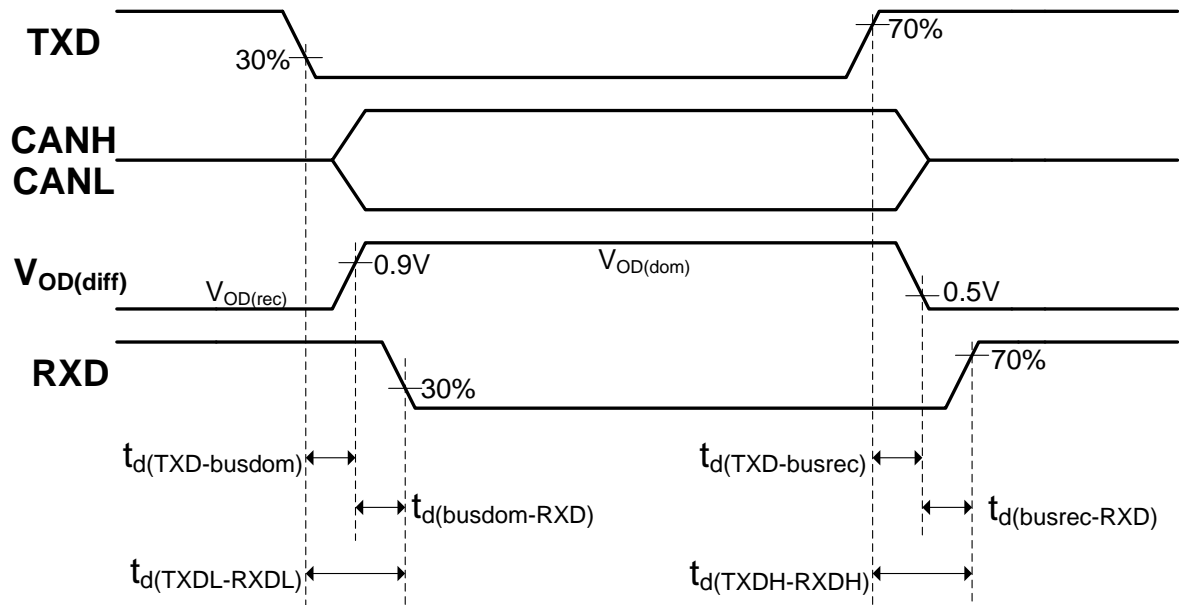 TXD
30%
70%
CANH
CANL
VOD(diff)
VOD(rec)
0.9V
VOD(dom)
0.5V
RXD
30%
70%
td(TXD-busdom)
td(TXD-busrec)
td(busdom-RXD)
td(busrec-RXD)
td(TXDL-RXDL)
td(TXDH-RXDH)